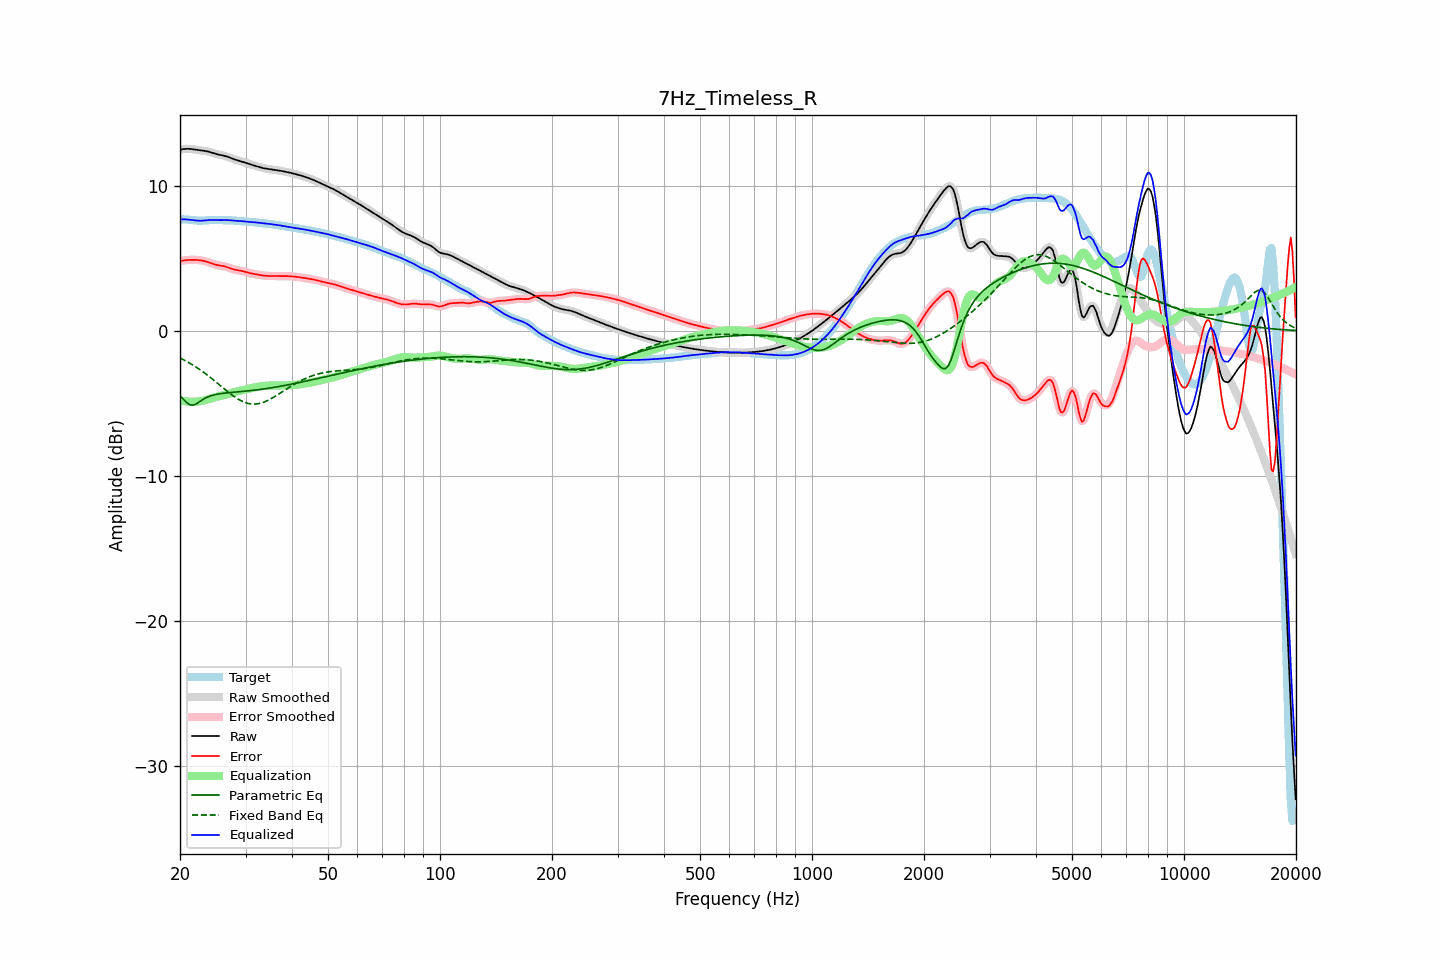 7Hz_Timeless_R
Amplitude (dBr)
10
0
−10
−20
−30
Target
Raw Smoothed
Error Smoothed
Raw
Error
Equalization
Parametric Eq
Fixed Band Eq
Equalized
20 50 100 200 500 1000 2000 5000 10000 20000
Frequency (Hz)